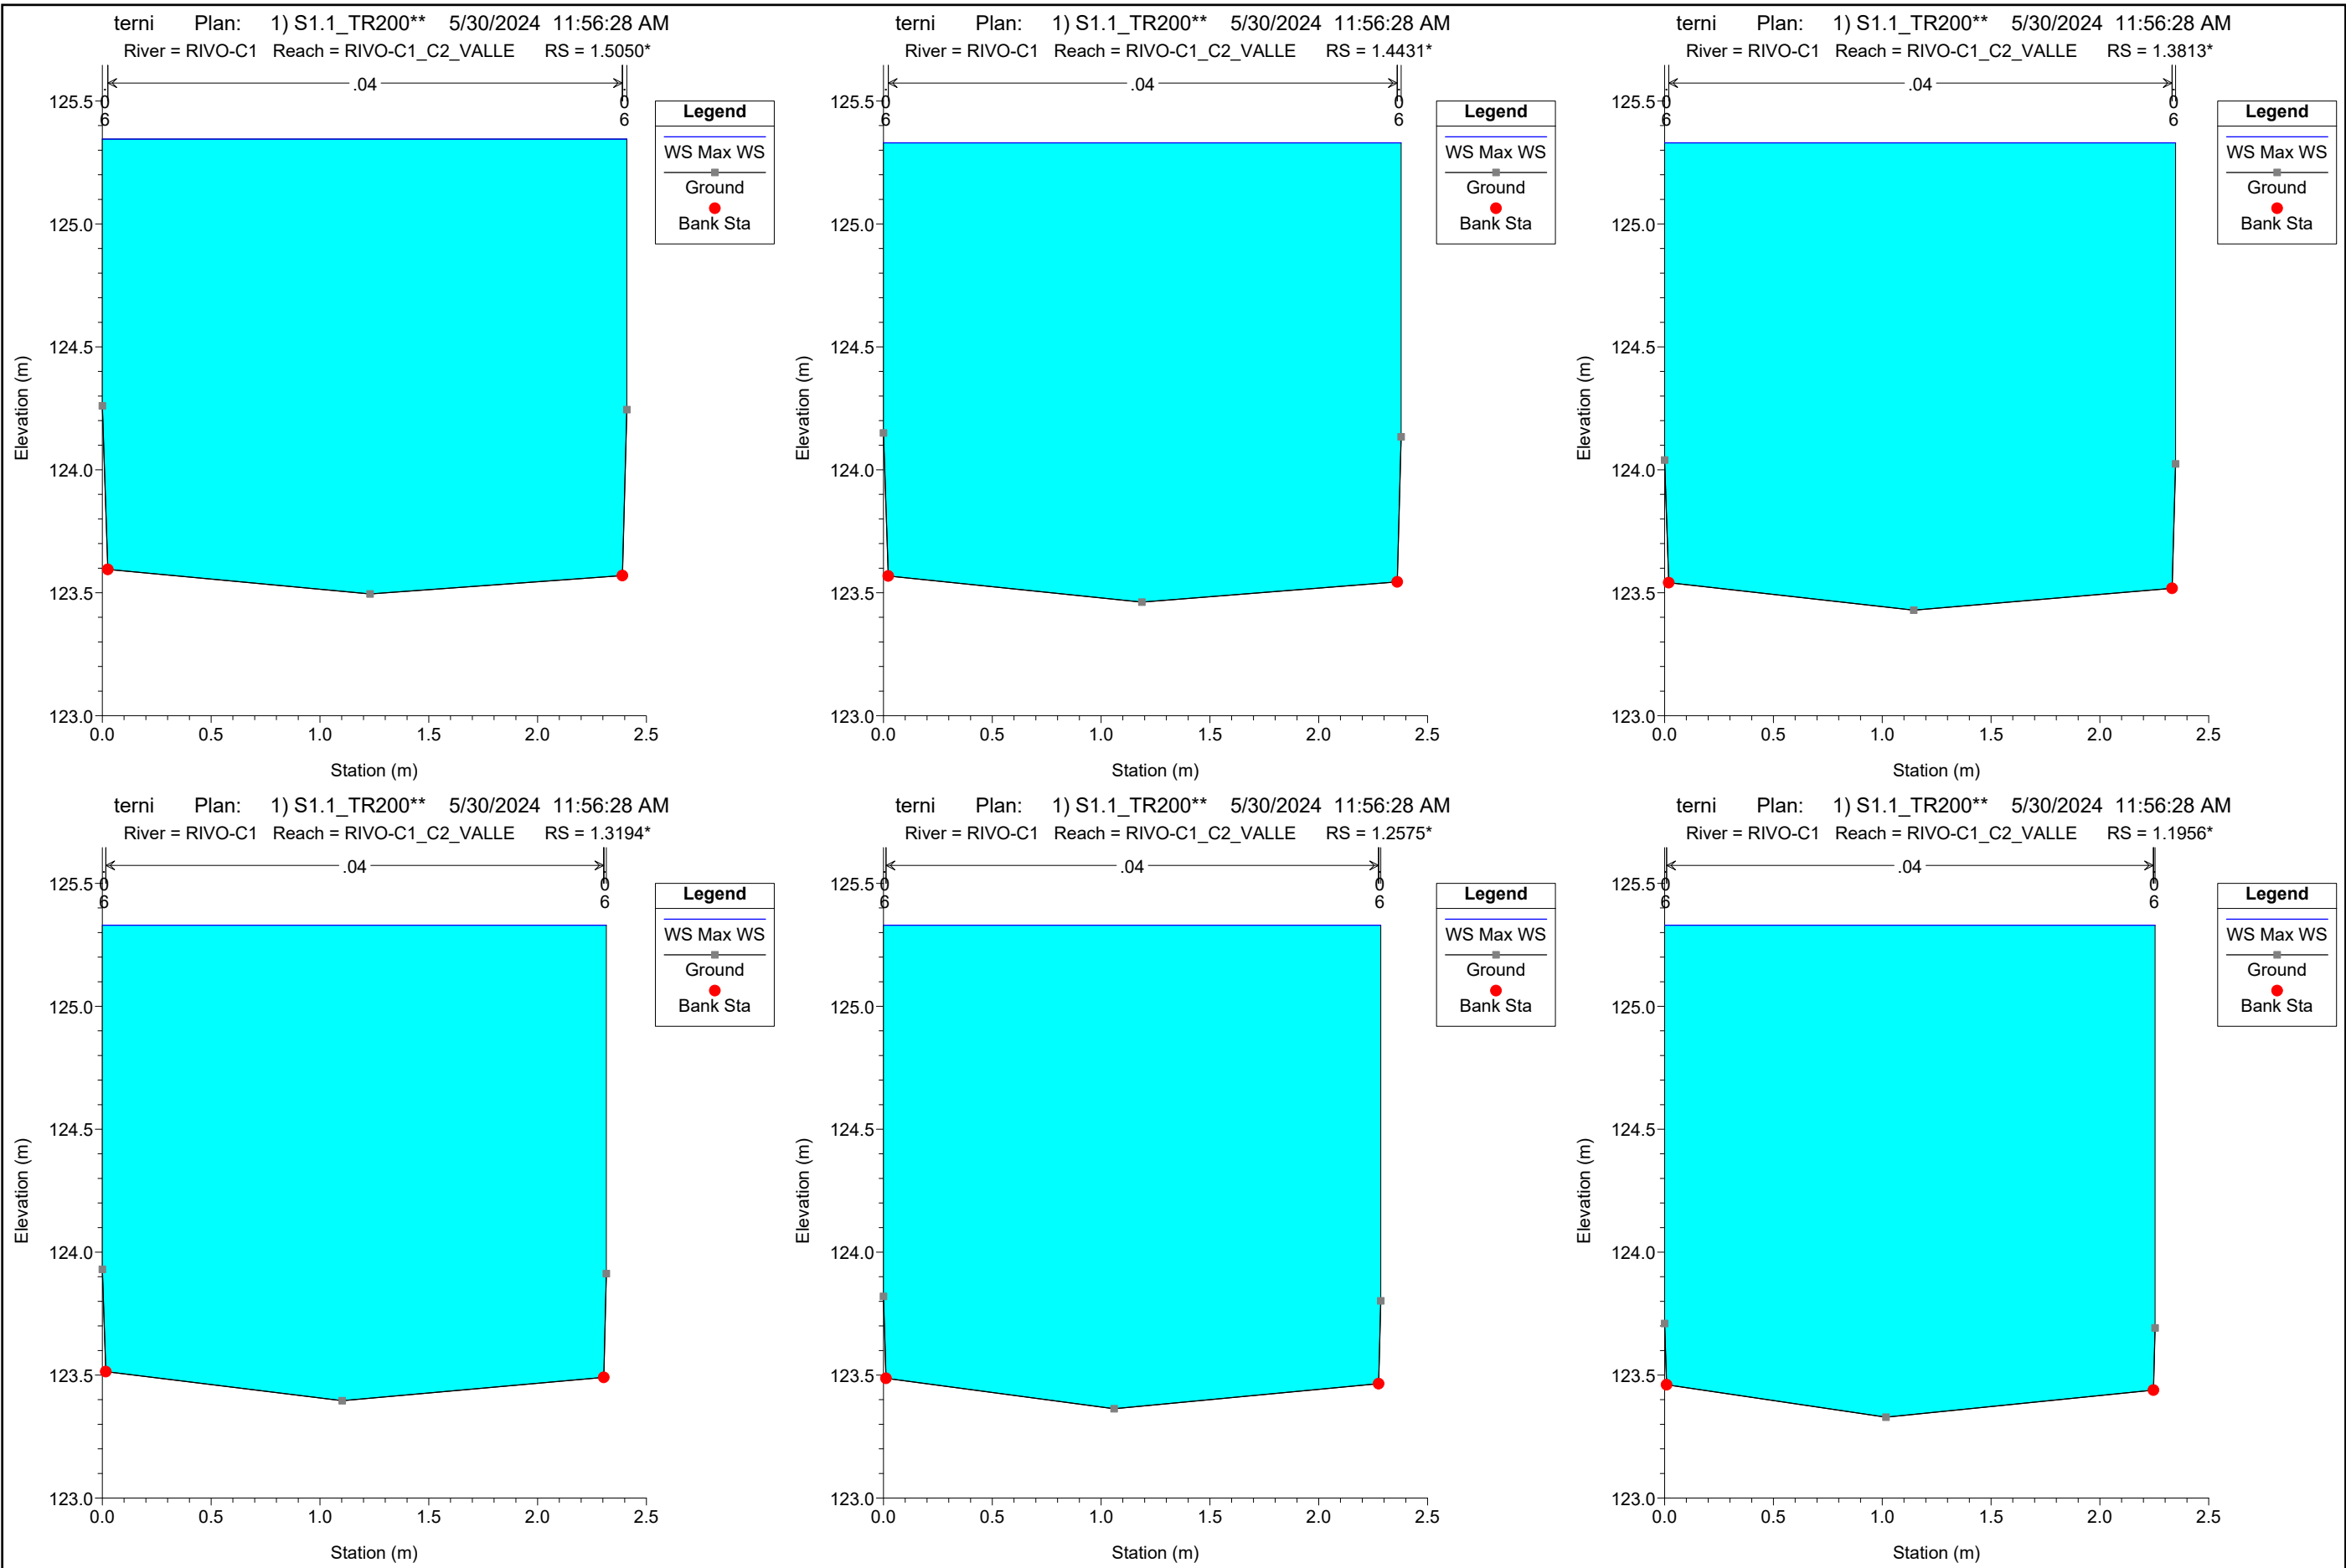 terni Plan: 1) S1.1_TR200** 5/30/2024 11:56:28 AM
River = RIVO-C1 Reach = RIVO-C1_C2_VALLE RS = 1.5050*
.04
.
0
6
.
0
6
125.5
125.0
124.5
124.0
123.5
123.0
0.0 0.5 1.0 1.5 2.0 2.5
Station (m)
Elevation (m)
Legend
WS Max WS
Ground
Bank Sta
terni Plan: 1) S1.1_TR200** 5/30/2024 11:56:28 AM
River = RIVO-C1 Reach = RIVO-C1_C2_VALLE RS = 1.4431*
.04
.
0
6
.
0
6
125.5
125.0
124.5
124.0
123.5
123.0
0.0 0.5 1.0 1.5 2.0 2.5
Station (m)
Elevation (m)
Legend
WS Max WS
Ground
Bank Sta
terni Plan: 1) S1.1_TR200** 5/30/2024 11:56:28 AM
River = RIVO-C1 Reach = RIVO-C1_C2_VALLE RS = 1.3813*
.04
.
0
6
.
0
6
125.5
125.0
124.5
124.0
123.5
123.0
0.0 0.5 1.0 1.5 2.0 2.5
Station (m)
Elevation (m)
Legend
WS Max WS
Ground
Bank Sta
terni Plan: 1) S1.1_TR200** 5/30/2024 11:56:28 AM
River = RIVO-C1 Reach = RIVO-C1_C2_VALLE RS = 1.3194*
.04
.
0
6
.
0
6
125.5
125.0
124.5
124.0
123.5
123.0
0.0 0.5 1.0 1.5 2.0 2.5
Station (m)
Elevation (m)
Legend
WS Max WS
Ground
Bank Sta
terni Plan: 1) S1.1_TR200** 5/30/2024 11:56:28 AM
River = RIVO-C1 Reach = RIVO-C1_C2_VALLE RS = 1.2575*
.04
.
0
6
.
0
6
125.5
125.0
124.5
124.0
123.5
123.0
0.0 0.5 1.0 1.5 2.0 2.5
Station (m)
Elevation (m)
Legend
WS Max WS
Ground
Bank Sta
terni Plan: 1) S1.1_TR200** 5/30/2024 11:56:28 AM
River = RIVO-C1 Reach = RIVO-C1_C2_VALLE RS = 1.1956*
.04
.
0
6
.
0
6
125.5
125.0
124.5
124.0
123.5
123.0
0.0 0.5 1.0 1.5 2.0 2.5
Station (m)
Elevation (m)
Legend
WS Max WS
Ground
Bank Sta